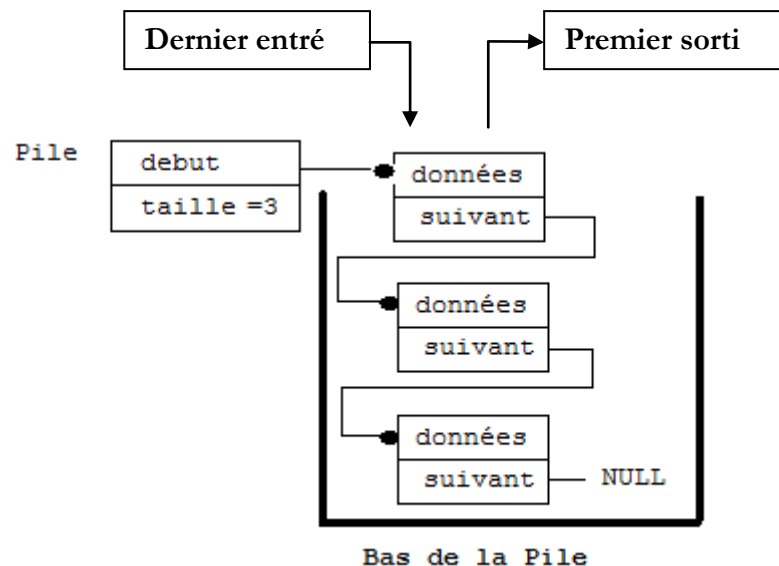 Dernier entré
Premier sorti
Pile
debut
taille =3
données
suivant
données
suivant
données
suivant
NULL
Bas de la Pile